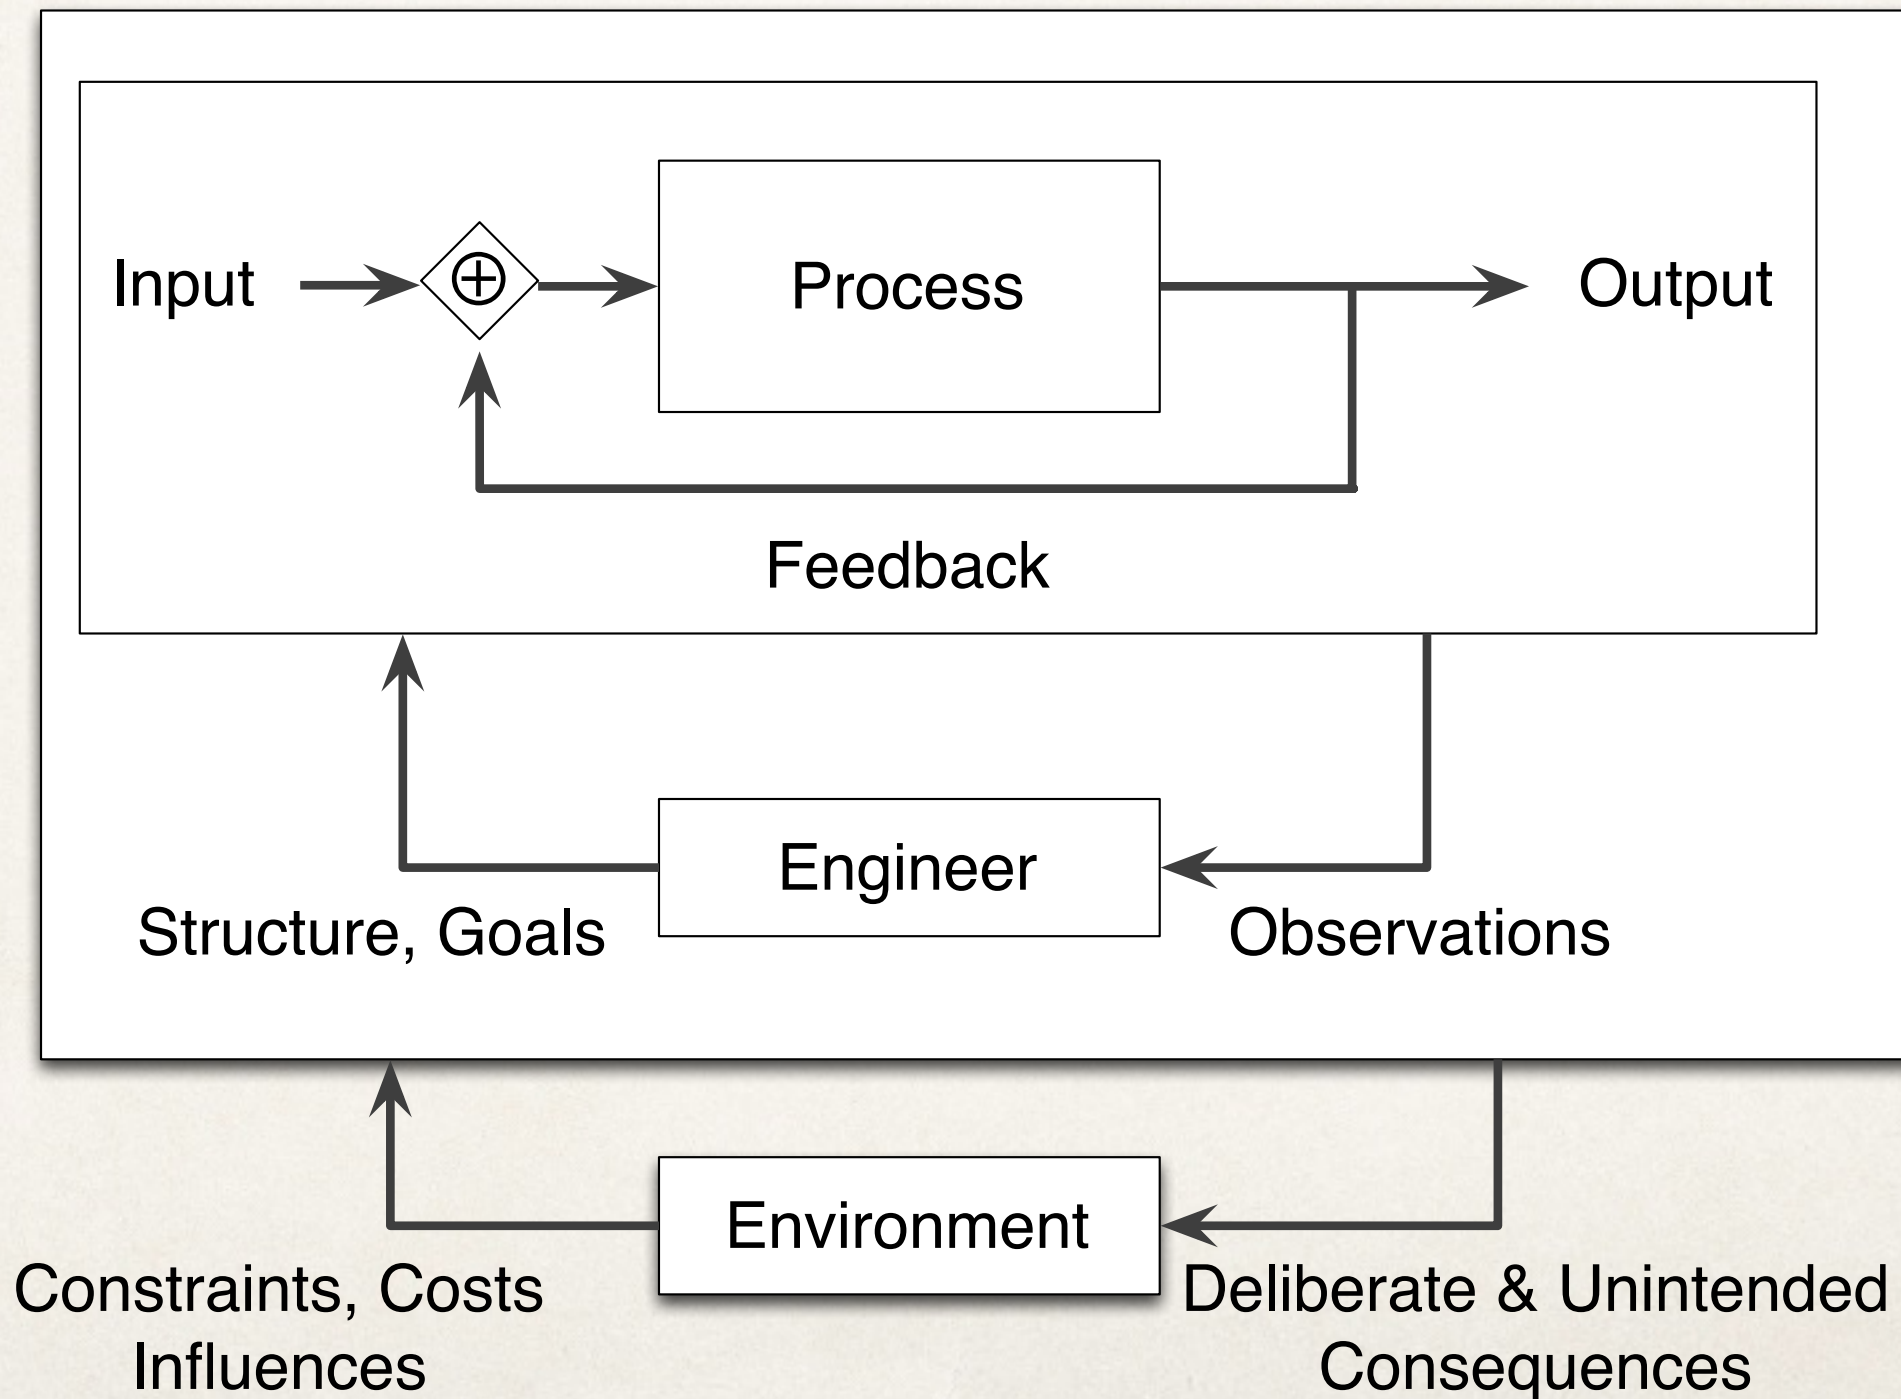 Input
⊕
Process
Output
Feedback
Engineer
Structure, Goals
Observations
Environment
Constraints, Costs
Influences
Deliberate & Unintended
Consequences